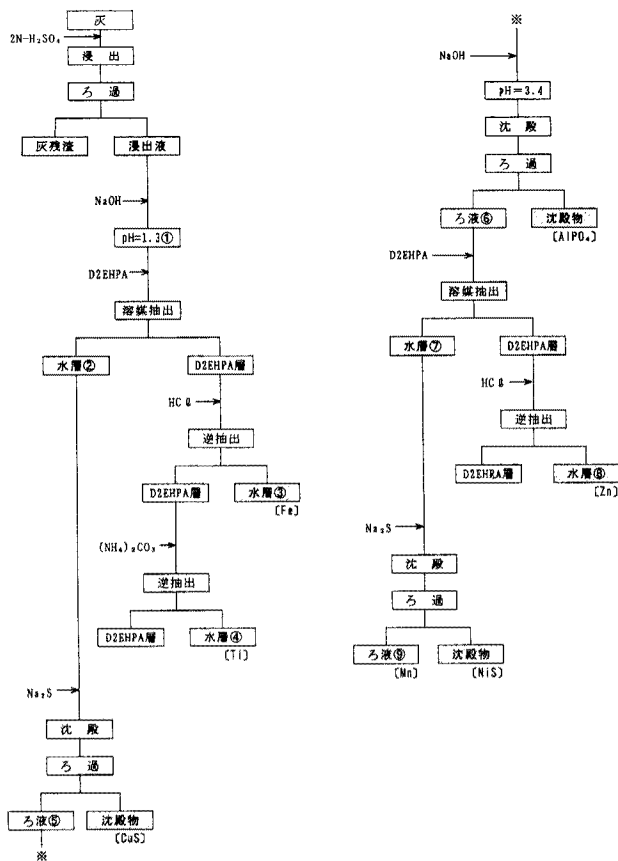 灰
2N-H₂SO₄
浸 出
ろ 過
灰残渣
浸出液
NaOH
pH=1.3①
D2EHPA
溶媒抽出
水層②
D2EHPA層
HCℓ
逆抽出
D2EHPA層
水層③
[Fe]
(NH₄)₂CO₃
逆抽出
D2EHPA層
水層④
[Ti]
Na₂S
沈 殿
ろ 過
ろ液⑤
沈殿物
[CuS]
※
※
NaOH
pH=3.4
沈 殿
ろ 過
ろ液⑥
沈殿物
[AlPO₄]
D2EHPA
溶媒抽出
水層⑦
D2EHPA層
HCℓ
逆抽出
D2EHRA層
水層⑧
[Zn]
Na₂S
沈 殿
ろ 過
ろ液⑨
[Mn]
沈殿物
[NiS]